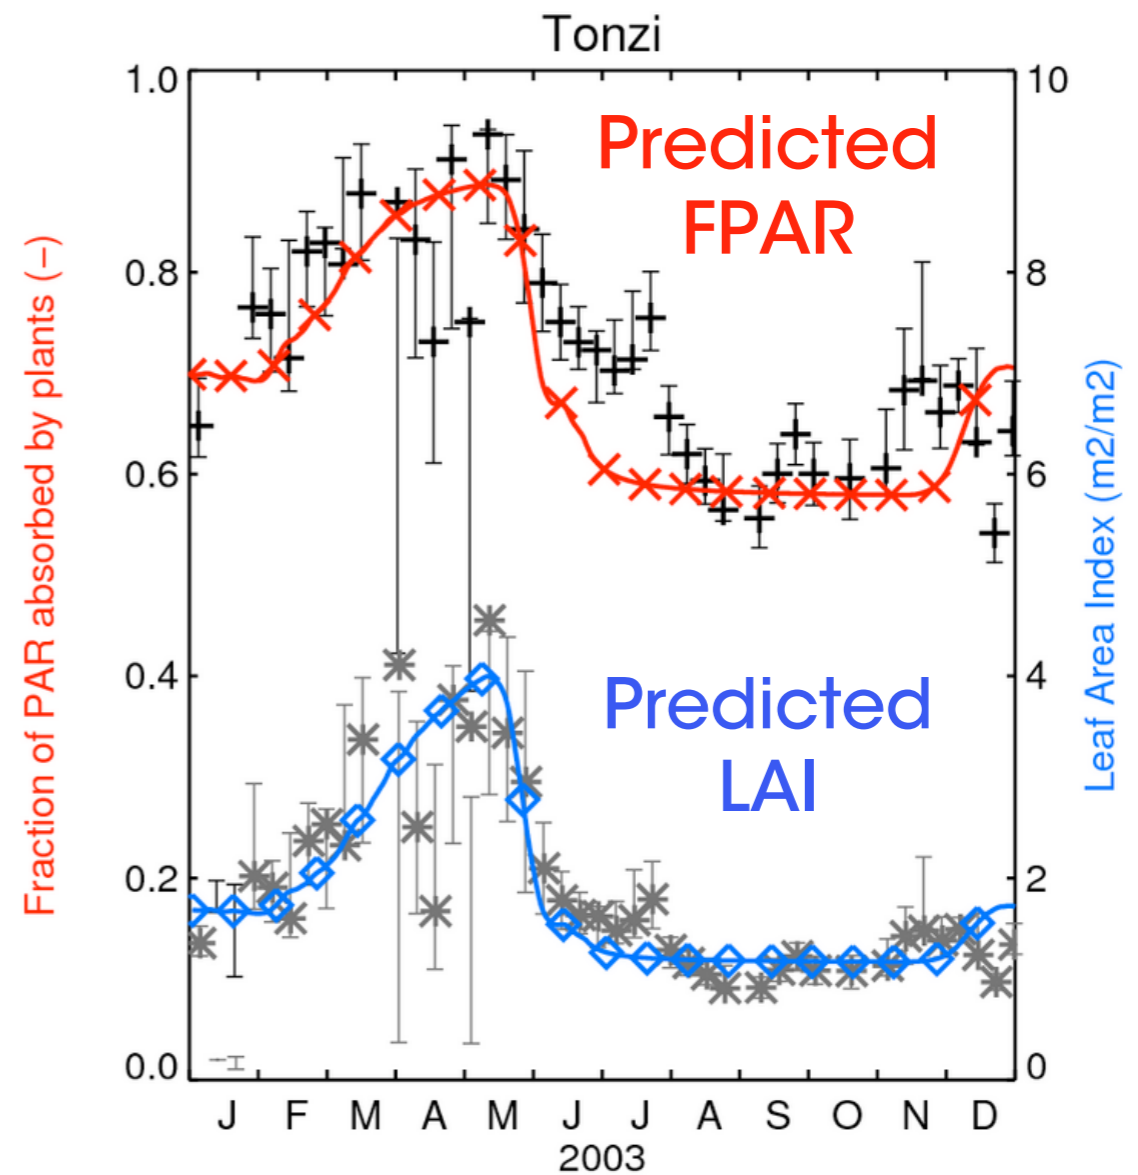 Tonzi
1.0
0.8
0.6
0.4
0.2
0.0
Fraction of PAR absorbed by plants (−)
Predicted
FPAR
Predicted
LAI
10
8
6
4
2
0
Leaf Area Index (m2/m2)
J F M A M J J A S O N D
2003